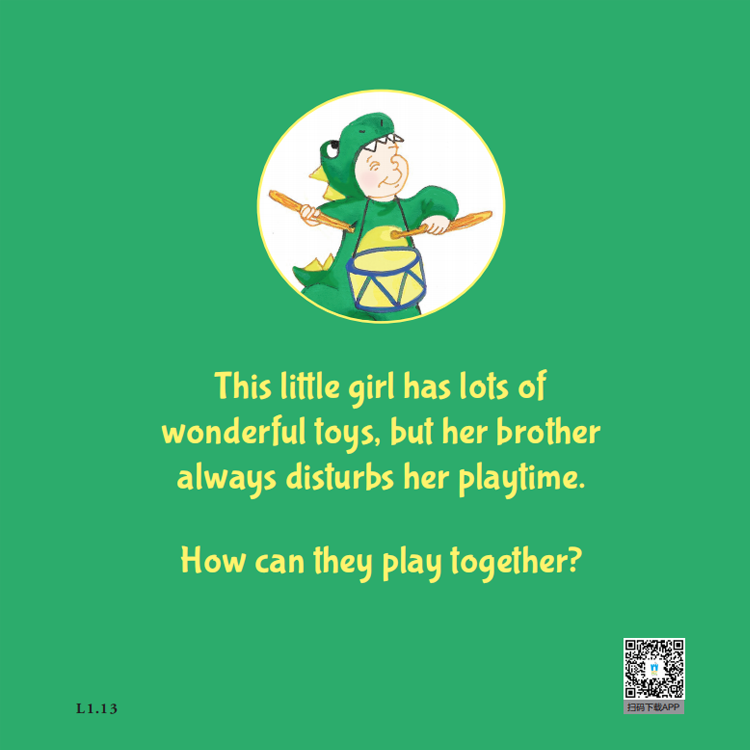 This little girl has lots of
wonderful toys, but her brother
always disturbs her playtime.
How can they play together?
L1.13
扫码下载APP